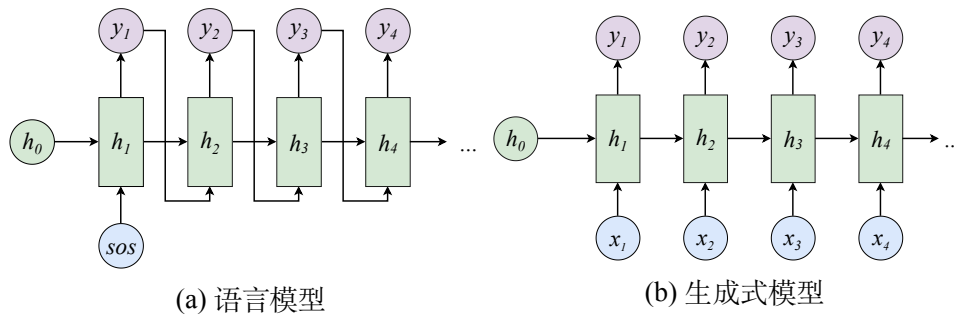 y₁ y₂ y₃ y₄
h₀ h₁ h₂ h₃ h₄ ...
sos
(a) 语言模型
y₁ y₂ y₃ y₄
h₀ h₁ h₂ h₃ h₄ ..
x₁ x₂ x₃ x₄
(b) 生成式模型